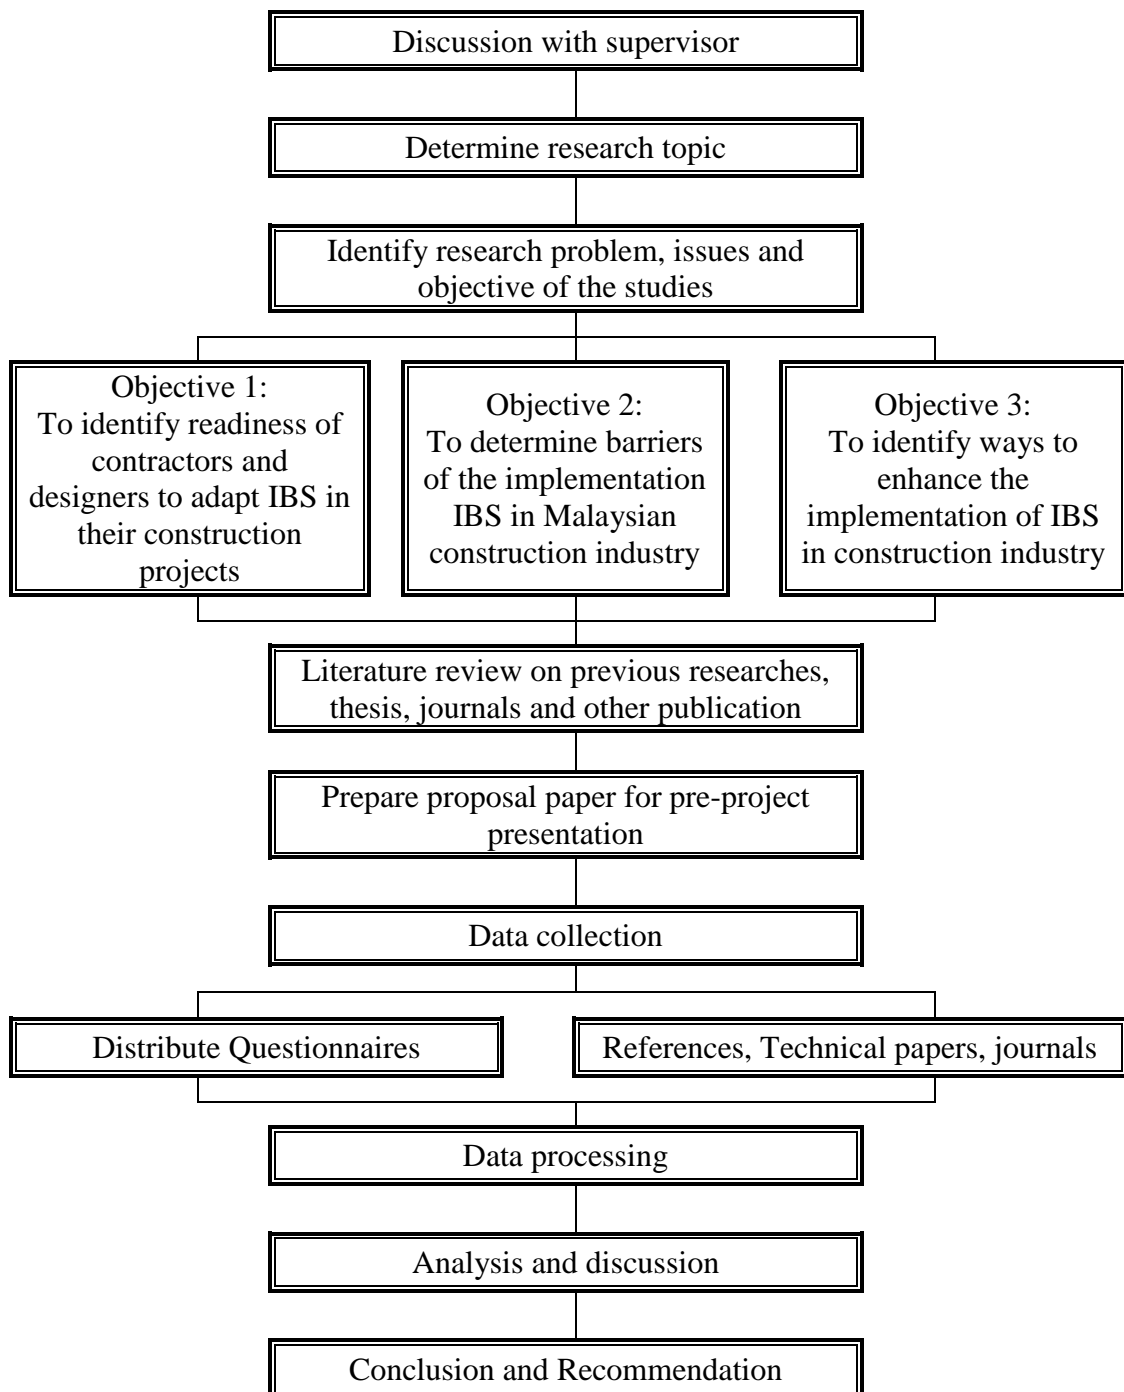 Discussion with supervisor
Determine research topic
Identify research problem, issues and
objective of the studies
Objective 1:
To identify readiness of
contractors and
designers to adapt IBS in
their construction
projects
Objective 2:
To determine barriers
of the implementation
IBS in Malaysian
construction industry
Objective 3:
To identify ways to
enhance the
implementation of IBS
in construction industry
Literature review on previous researches,
thesis, journals and other publication
Prepare proposal paper for pre-project
presentation
Data collection
Distribute Questionnaires
References, Technical papers, journals
Data processing
Analysis and discussion
Conclusion and Recommendation